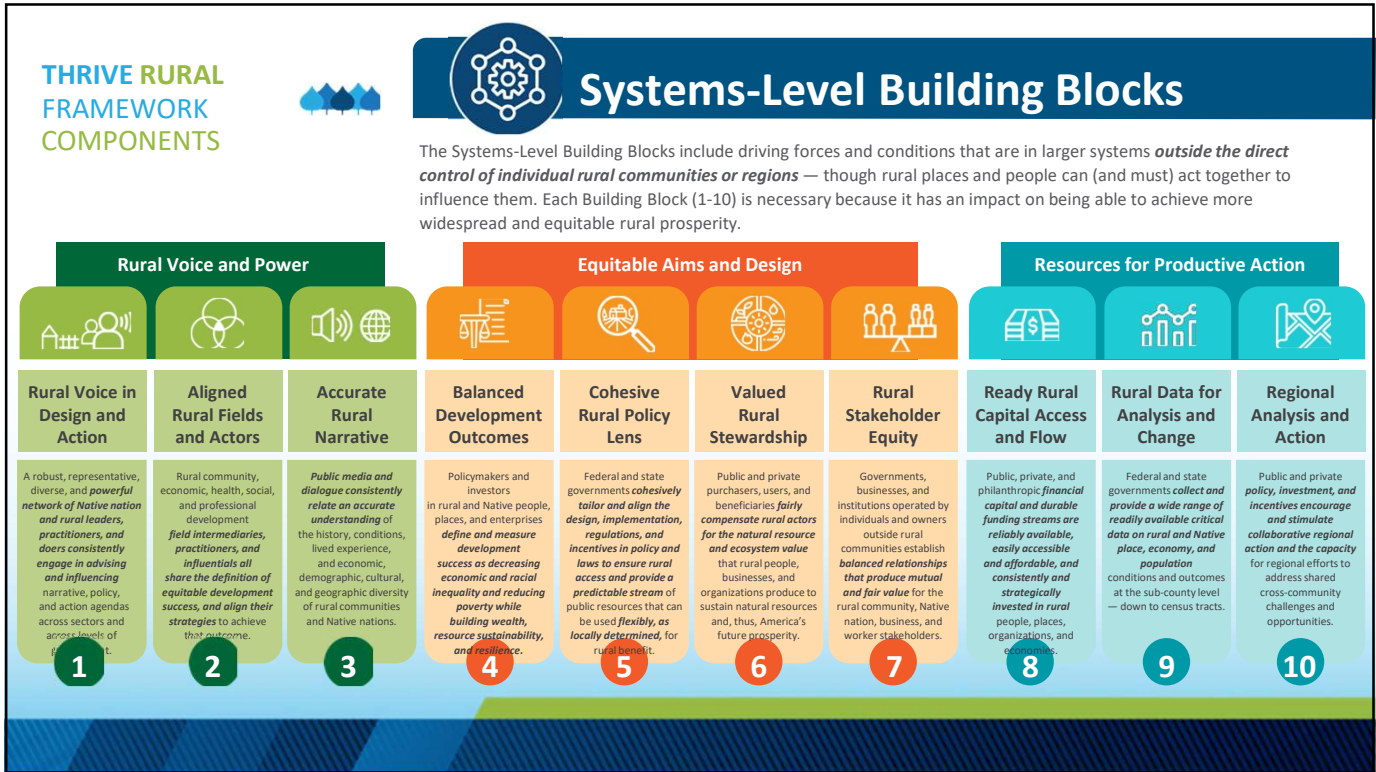 THRIVE RURAL
FRAMEWORK
COMPONENTS
Systems-Level Building Blocks
The Systems-Level Building Blocks include driving forces and conditions that are in larger systems outside the direct
control of individual rural communities or regions — though rural places and people can (and must) act together to
influence them. Each Building Block (1-10) is necessary because it has an impact on being able to achieve more
widespread and equitable rural prosperity.
Rural Voice and Power
Rural Voice in
Design and
Action
A robust, representative,
diverse, and powerful
network of Native nation
and rural leaders,
practitioners, and
doers consistently
engage in advising
and influencing
narrative, policy,
and action agendas
across sectors and
across levels of
1
Aligned
Rural Fields
and Actors
Rural community,
economic, health, social,
and professional
development
field intermediaries,
practitioners, and
influentials all
share the definition of
equitable development
success, and align their
strategies to achieve
that outcome.
2
Accurate
Rural
Narrative
Public media and
dialogue consistently
relate an accurate
understanding of
the history, conditions,
lived experience,
and economic,
demographic, cultural,
and geographic diversity
of rural communities
and Native nations.
3
Equitable Aims and Design
Balanced
Development
Outcomes
Policymakers and
investors
in rural and Native people,
places, and enterprises
define and measure
development
success as decreasing
economic and racial
inequality and reducing
poverty while
building wealth,
resource sustainability,
and resilience.
4
Cohesive
Rural Policy
Lens
Federal and state
governments cohesively
tailor and align the
design, implementation,
regulations, and
incentives in policy and
laws to ensure rural
access and provide a
predictable stream of
public resources that can
be used flexibly, as
locally determined, for
rural benefit.
5
Valued
Rural
Stewardship
Public and private
purchasers, users, and
beneficiaries fairly
compensate rural actors
for the natural resource
and ecosystem value
that rural people,
businesses, and
organizations produce to
sustain natural resources
and, thus, America's
future prosperity.
6
Rural
Stakeholder
Equity
Governments,
businesses, and
institutions operated by
individuals and owners
outside rural
communities establish
balanced relationships
that produce mutual
and fair value for the
rural community, Native
nation, business, and
worker stakeholders.
7
Resources for Productive Action
Ready Rural
Capital Access
and Flow
Public, private, and
philanthropic financial
capital and durable
funding streams are
reliably available,
easily accessible
and affordable, and
consistently and
strategically
invested in rural
people, places,
organizations, and
economies.
8
Rural Data for
Analysis and
Change
Federal and state
governments collect and
provide a wide range of
readily available critical
data on rural and Native
place, economy, and
population
conditions and outcomes
at the sub-county level
— down to census tracts.
9
Regional
Analysis and
Action
Public and private
policy, investment, and
incentives encourage
and stimulate
collaborative regional
action and the capacity
for regional efforts to
address shared
cross-community
challenges and
opportunities.
10